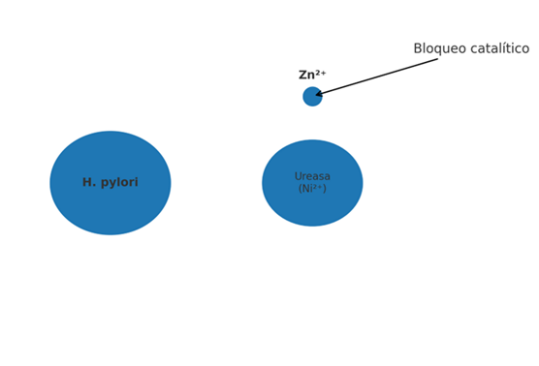 Bloqueo catalítico
Zn²⁺
H. pylori
Ureasa
(Ni²⁺)